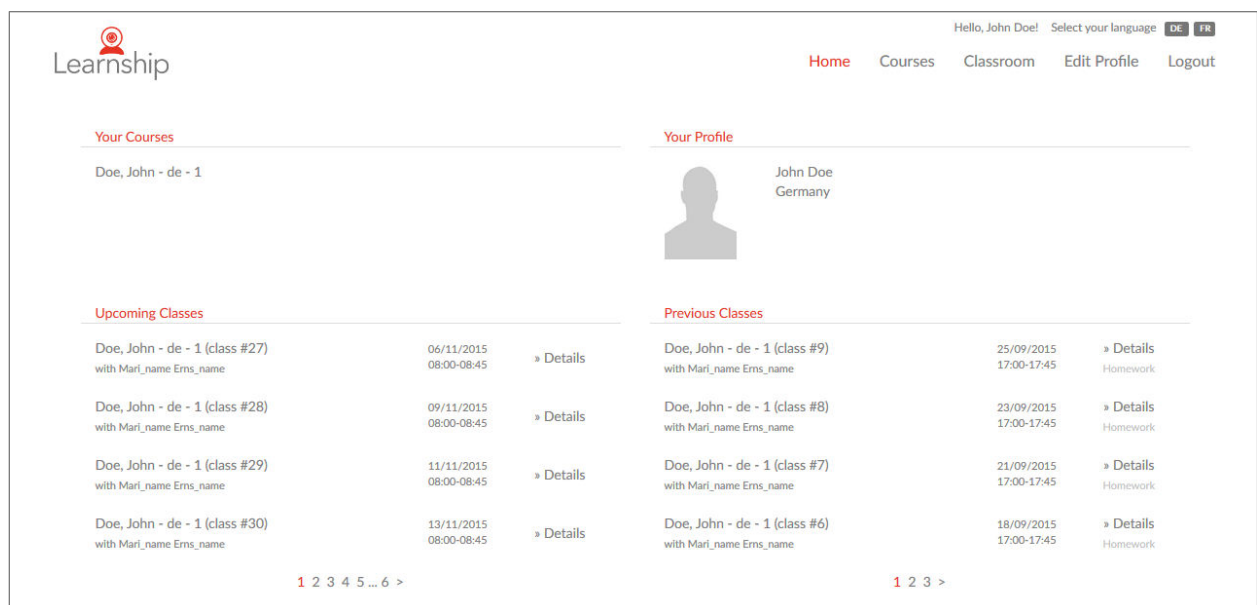 Hello, John Doe! Select your language DE FR
Learnship
Home Courses Classroom Edit Profile Logout
Your Courses
Doe, John - de - 1
Your Profile
John Doe
Germany
Upcoming Classes
Doe, John - de - 1 (class #27) 06/11/2015 » Details
with Mari_name Erns_name 08:00-08:45
Doe, John - de - 1 (class #28) 09/11/2015 » Details
with Mari_name Erns_name 08:00-08:45
Doe, John - de - 1 (class #29) 11/11/2015 » Details
with Mari_name Erns_name 08:00-08:45
Doe, John - de - 1 (class #30) 13/11/2015 » Details
with Mari_name Erns_name 08:00-08:45
1 2 3 4 5 ... 6 >
Previous Classes
Doe, John - de - 1 (class #9) 25/09/2015 » Details
with Mari_name Erns_name 17:00-17:45 Homework
Doe, John - de - 1 (class #8) 23/09/2015 » Details
with Mari_name Erns_name 17:00-17:45 Homework
Doe, John - de - 1 (class #7) 21/09/2015 » Details
with Mari_name Erns_name 17:00-17:45 Homework
Doe, John - de - 1 (class #6) 18/09/2015 » Details
with Mari_name Erns_name 17:00-17:45 Homework
1 2 3 >